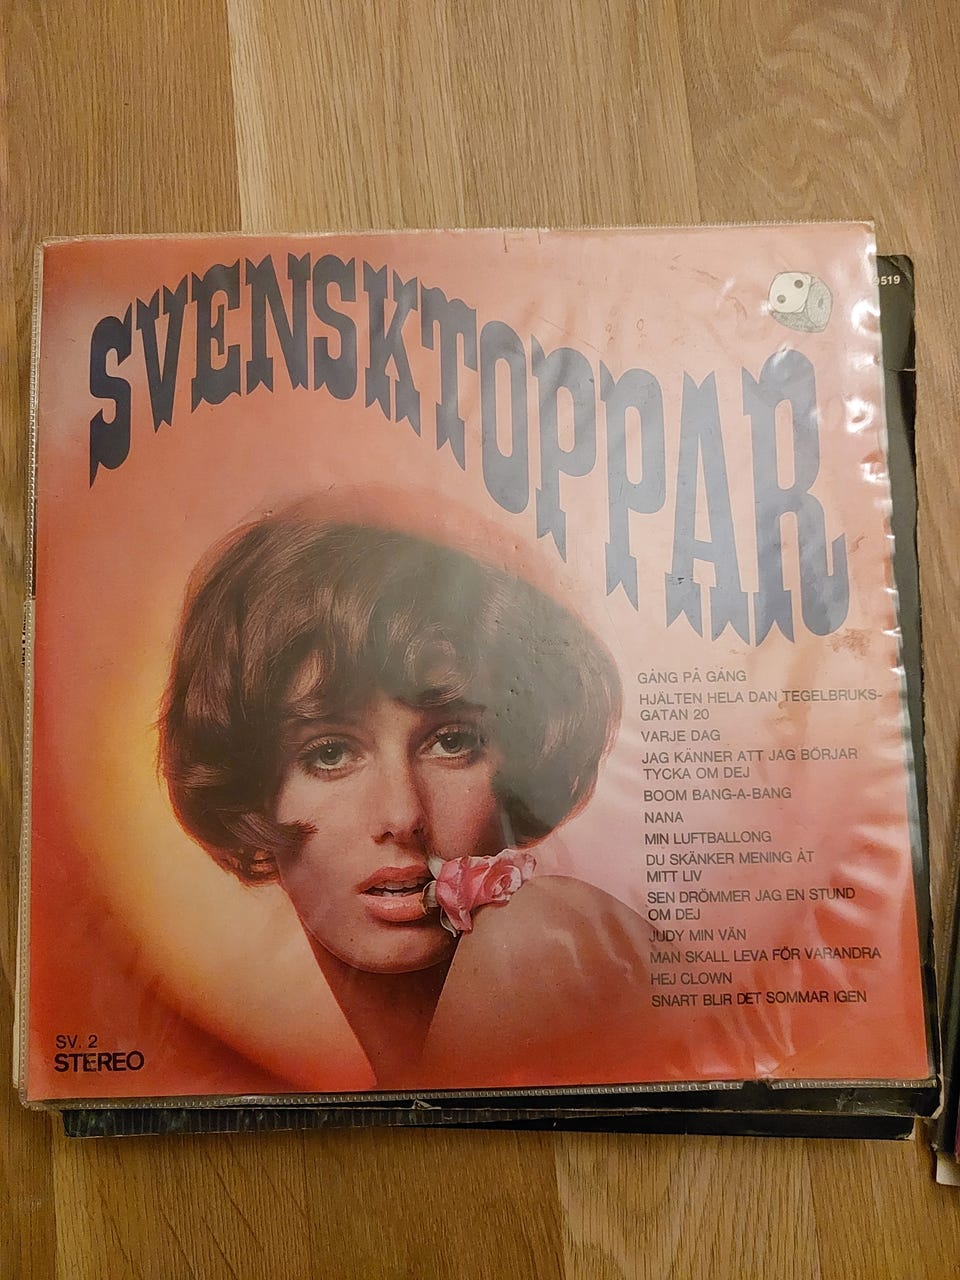 SVENSKTOPPAR
9519
GÅNG PÅ GÅNG
HJÄLTEN HELA DAN TEGELBRUKS-
GATAN 20
VARJE DAG
JAG KÄNNER ATT JAG BÖRJAR
TYCKA OM DEJ
BOOM BANG-A-BANG
NANA
MIN LUFTBALLONG
DU SKÄNKER MENING ÅT
MITT LIV
SEN DRÖMMER JAG EN STUND
OM DEJ
JUDY MIN VÄN
MAN SKALL LEVA FÖR VARANDRA
HEJ CLOWN
SNART BLIR DET SOMMAR IGEN
SV. 2
STEREO